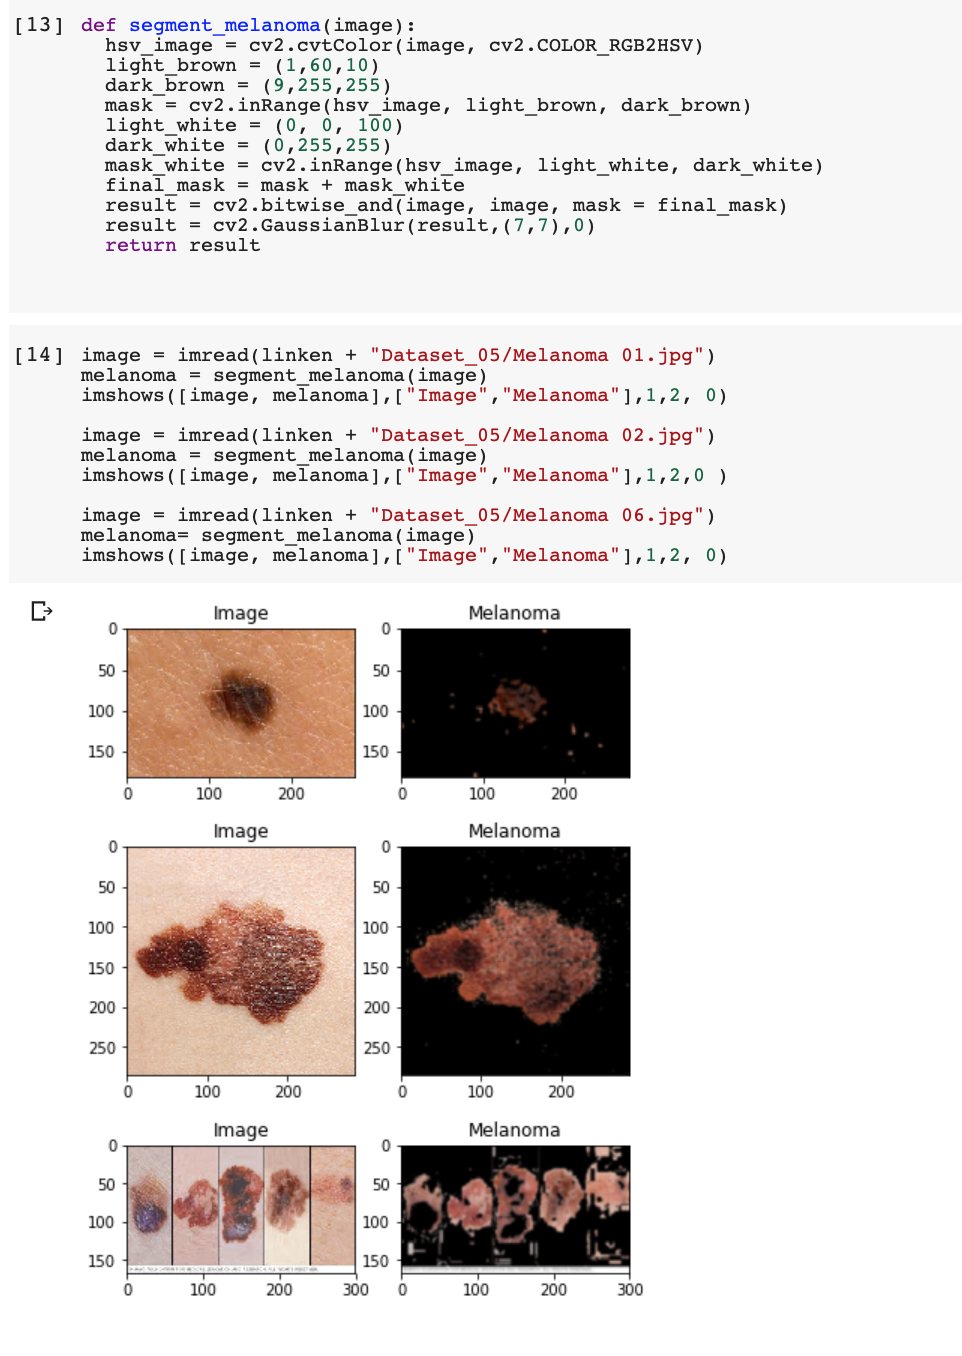 [13] def segment_melanoma(image):
hsv_image = cv2.cvtColor(image, cv2.COLOR_RGB2HSV)
light_brown = (1,60,10)
dark_brown = (9,255,255)
mask = cv2.inRange(hsv_image, light_brown, dark_brown)
light_white = (0, 0, 100)
dark_white = (0,255,255)
mask_white = cv2.inRange(hsv_image, light_white, dark_white)
final_mask = mask + mask_white
result = cv2.bitwise_and(image, image, mask = final_mask)
result = cv2.GaussianBlur(result,(7,7),0)
return result
[14] image = imread(linken + "Dataset_05/Melanoma 01.jpg")
melanoma = segment_melanoma(image)
imshows([image, melanoma],["Image","Melanoma"],1,2, 0)
image = imread(linken + "Dataset_05/Melanoma 02.jpg")
melanoma = segment_melanoma(image)
imshows([image, melanoma],["Image","Melanoma"],1,2,0 )
image = imread(linken + "Dataset_05/Melanoma 06.jpg")
melanoma= segment_melanoma(image)
imshows([image, melanoma],["Image","Melanoma"],1,2, 0)
Image Melanoma
0 0
50 50
100 100
150 150
0 100 200 0 100 200
Image Melanoma
0 0
50 50
100 100
150 150
200 200
250 250
0 100 200 0 100 200
Image Melanoma
0 0
50 50
100 100
150 150
0 100 200 300 0 100 200 300